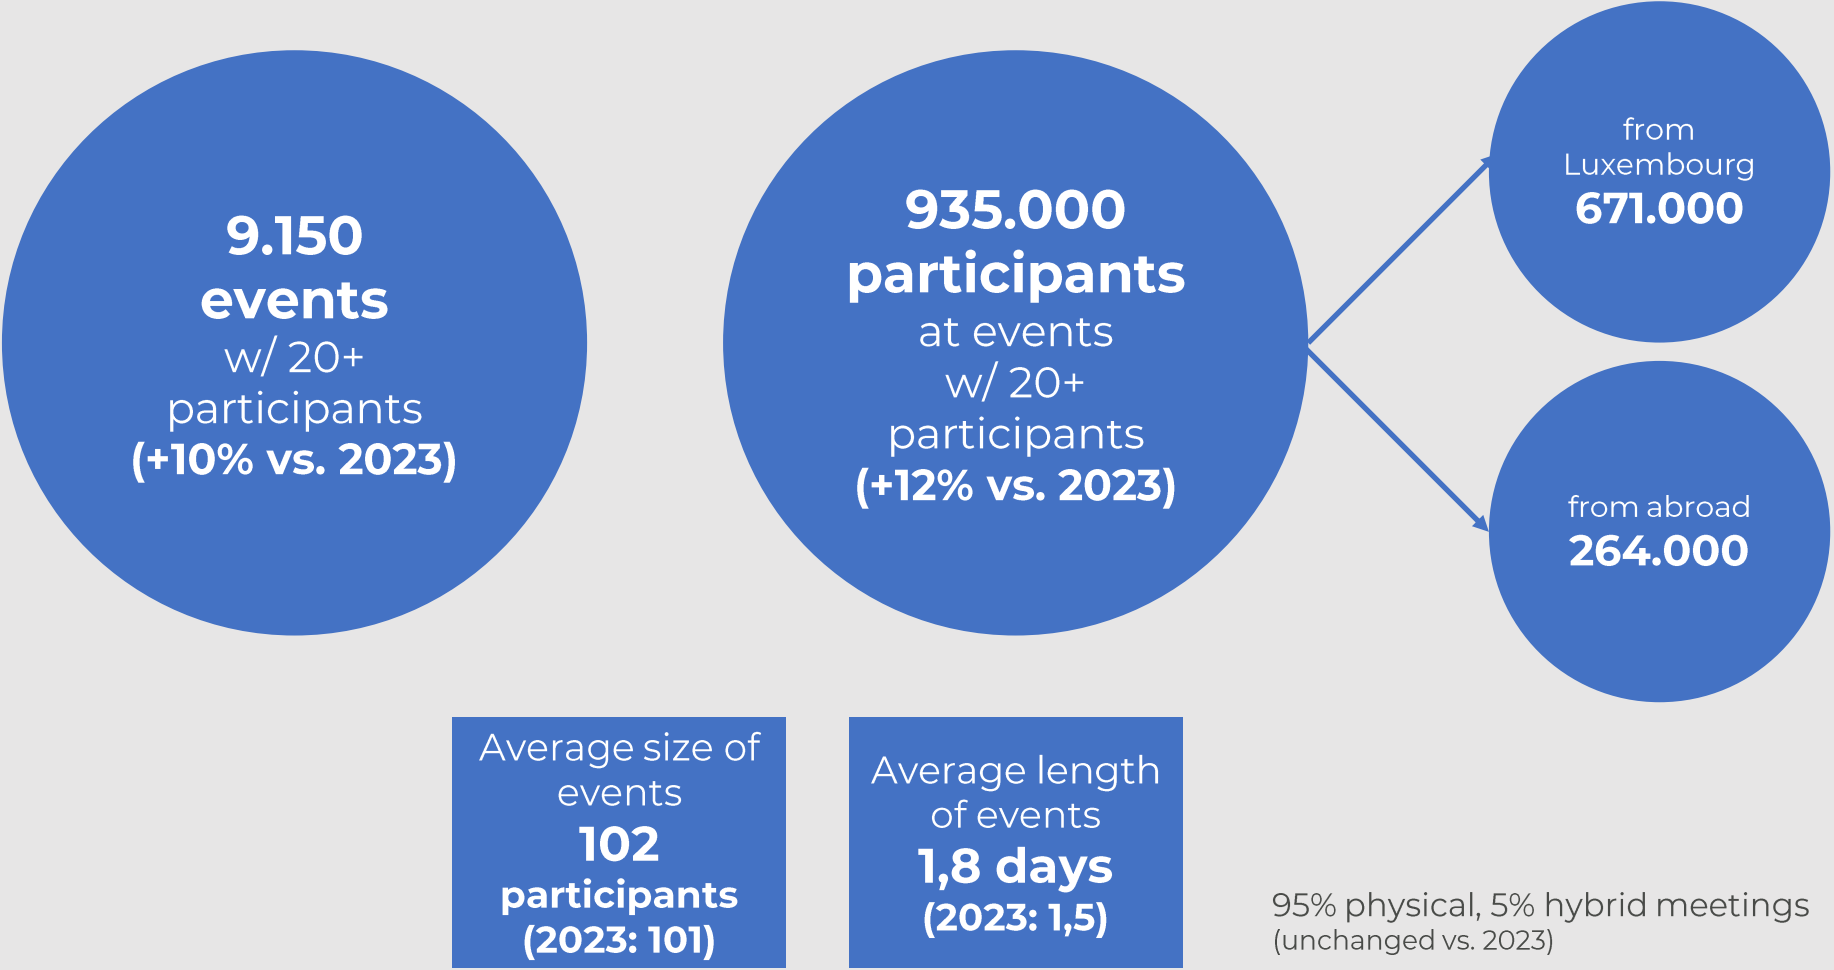 9.150
events
w/ 20+
participants
(+10% vs. 2023)
935.000
participants
at events
w/ 20+
participants
(+12% vs. 2023)
from
Luxembourg
671.000
from abroad
264.000
Average size of
events
102
participants
(2023: 101)
Average length
of events
1,8 days
(2023: 1,5)
95% physical, 5% hybrid meetings
(unchanged vs. 2023)